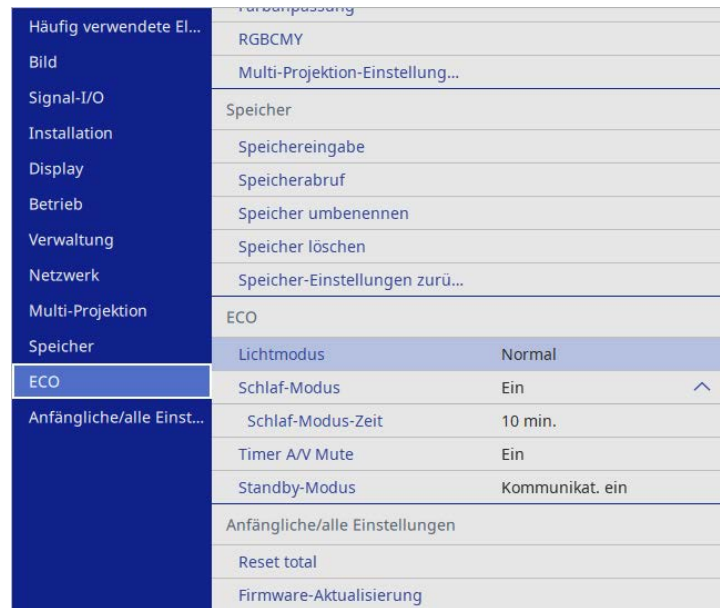 Häufig verwendete El...
Bild
Signal-I/O
Installation
Display
Betrieb
Verwaltung
Netzwerk
Multi-Projektion
Speicher
ECO
Anfängliche/alle Einst...
Farbanpassung
RGBCMY
Multi-Projektion-Einstellung...
Speicher
Speichereingabe
Speicherabruf
Speicher umbenennen
Speicher löschen
Speicher-Einstellungen zurü...
ECO
Lichtmodus Normal
Schlaf-Modus Ein
Schlaf-Modus-Zeit 10 min.
Timer A/V Mute Ein
Standby-Modus Kommunikat. ein
Anfängliche/alle Einstellungen
Reset total
Firmware-Aktualisierung